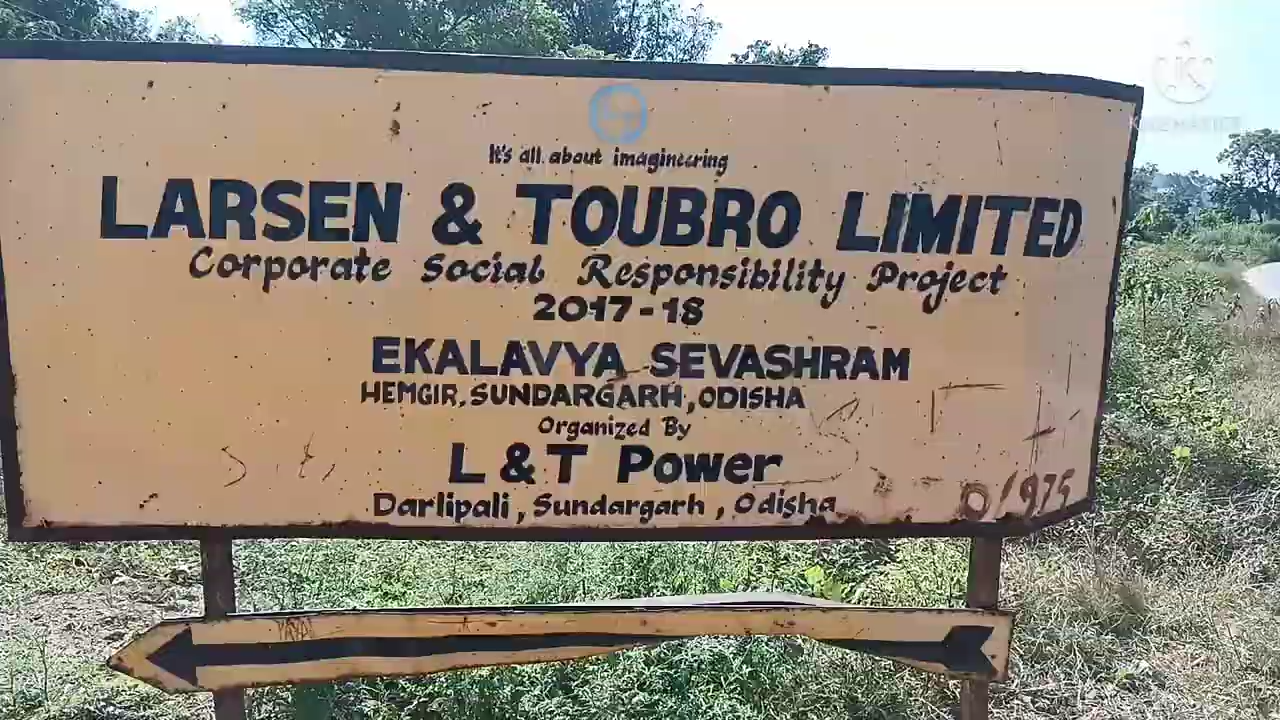 It's all about imagineering
LARSEN & TOUBRO LIMITED
Corporate Social Responsibility Project
2017-18
EKALAVYA SEVASHRAM
HEMGIR, SUNDARGARH, ODISHA
Organized By
L & T Power
Darlipali, Sundargarh, Odisha